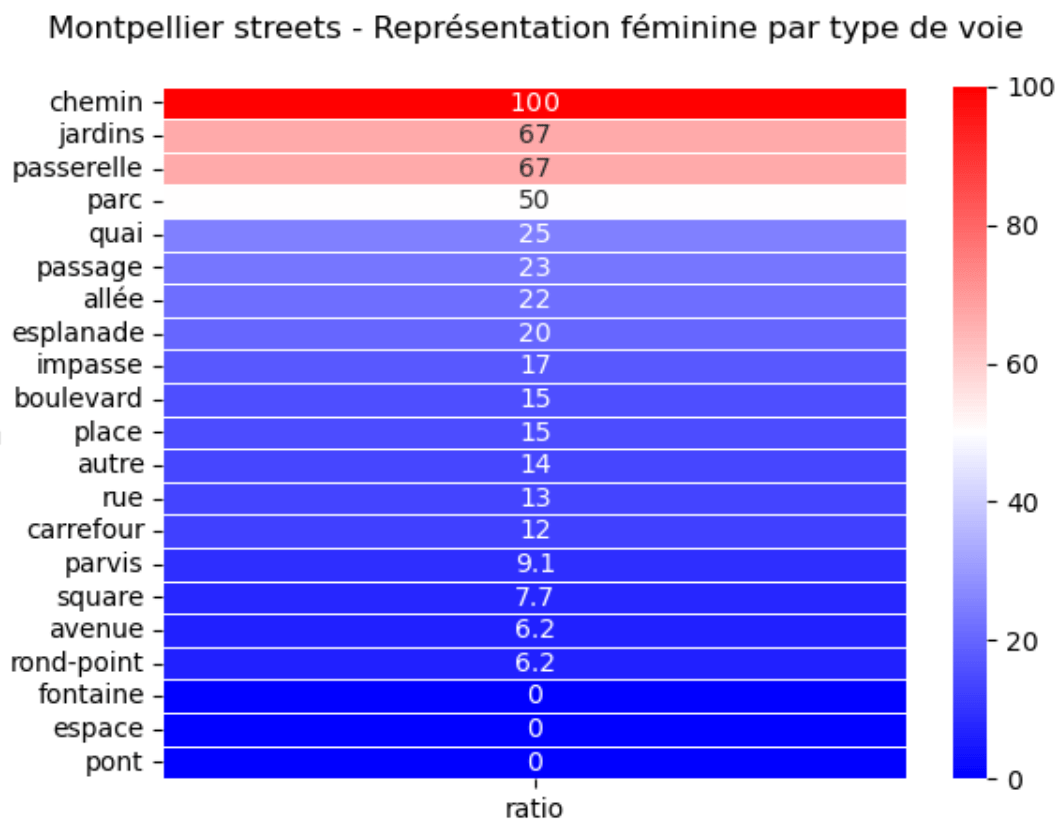 Montpellier streets - Représentation féminine par type de voie
chemin 100 100
jardins 67
passerelle 67
parc 50
80
quai 25
passage 23
allée 22
esplanade 20
impasse 17 60
boulevard 15
place 15
autre 14
rue 13 40
carrefour 12
parvis 9.1
square 7.7
avenue 6.2 20
rond-point 6.2
fontaine 0
espace 0
pont 0 0
ratio